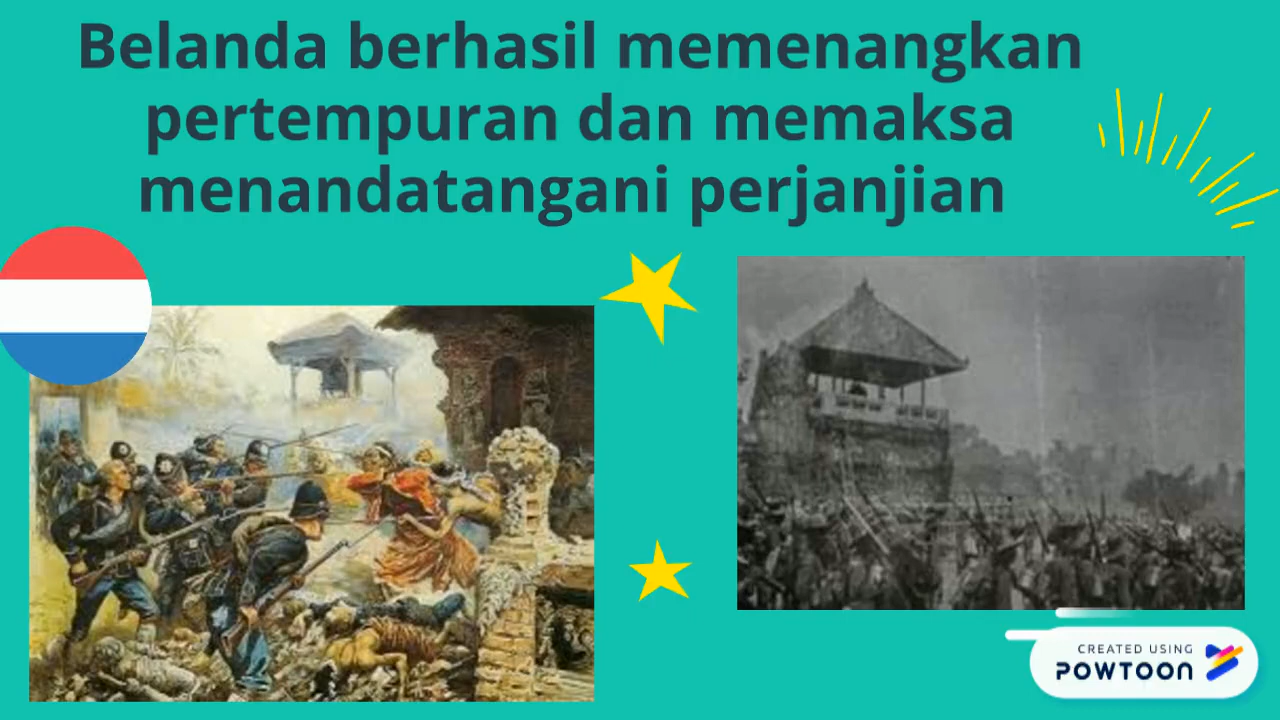 Belanda berhasil memenangkan
pertempuran dan memaksa
menandatangani perjanjian
CREATED USING
POWTOON